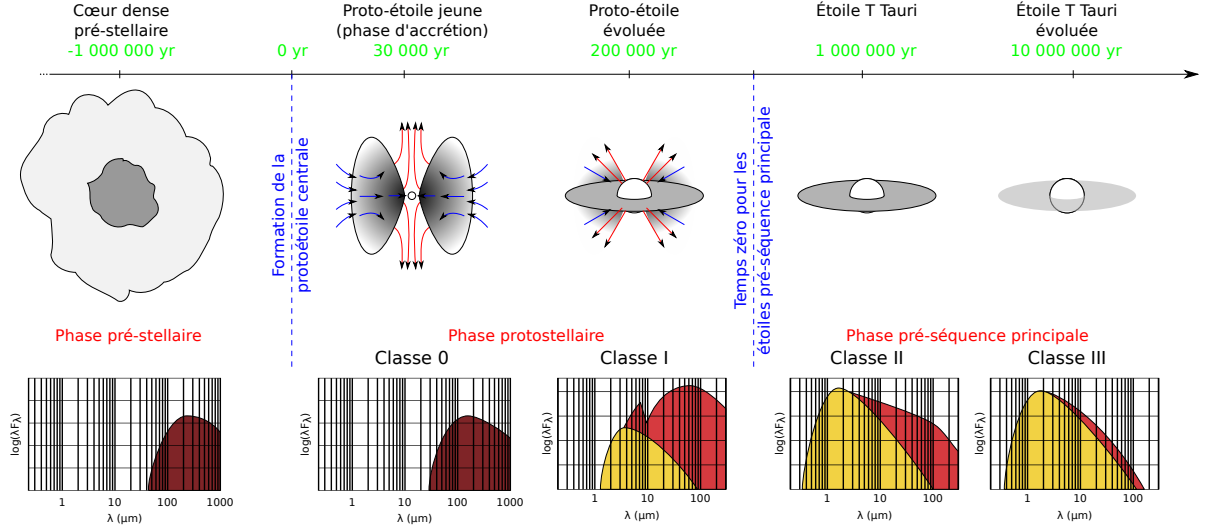 Cœur dense
pré-stellaire
-1 000 000 yr
0 yr
Proto-étoile jeune
(phase d'accrétion)
30 000 yr
Proto-étoile
évoluée
200 000 yr
Étoile T Tauri
1 000 000 yr
Étoile T Tauri
évoluée
10 000 000 yr
Formation de la
protoétoile centrale
Temps zéro pour les
étoiles pré-séquence principale
Phase pré-stellaire
Phase protostellaire
Phase pré-séquence principale
Classe 0
Classe I
Classe II
Classe III
log(λFλ)
1 10 100 1000
λ (μm)
log(λFλ)
1 10 100 1000
λ (μm)
log(λFλ)
1 10 100
λ (μm)
log(λFλ)
1 10 100
λ (μm)
log(λFλ)
1 10 100
λ (μm)